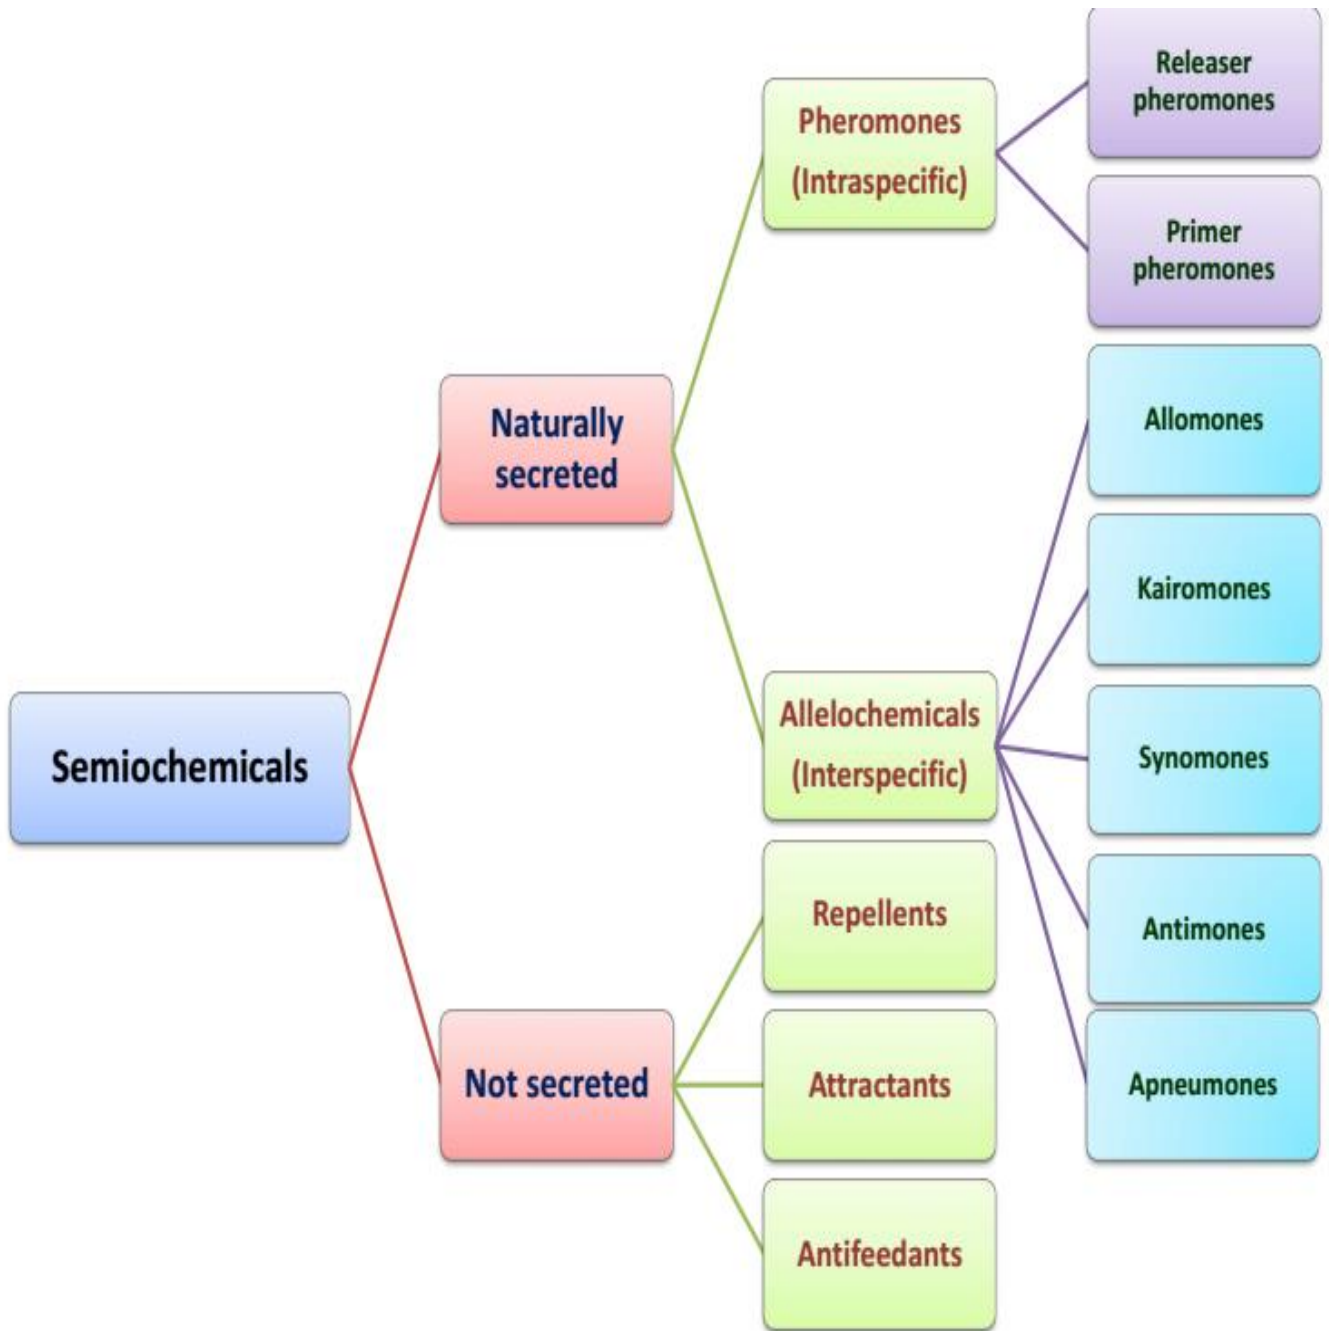 Semiochemicals
Naturally
secreted
Not secreted
Pheromones
(Intraspecific)
Allelochemicals
(Interspecific)
Repellents
Attractants
Antifeedants
Releaser
pheromones
Primer
pheromones
Allomones
Kairomones
Synomones
Antimones
Apneumones